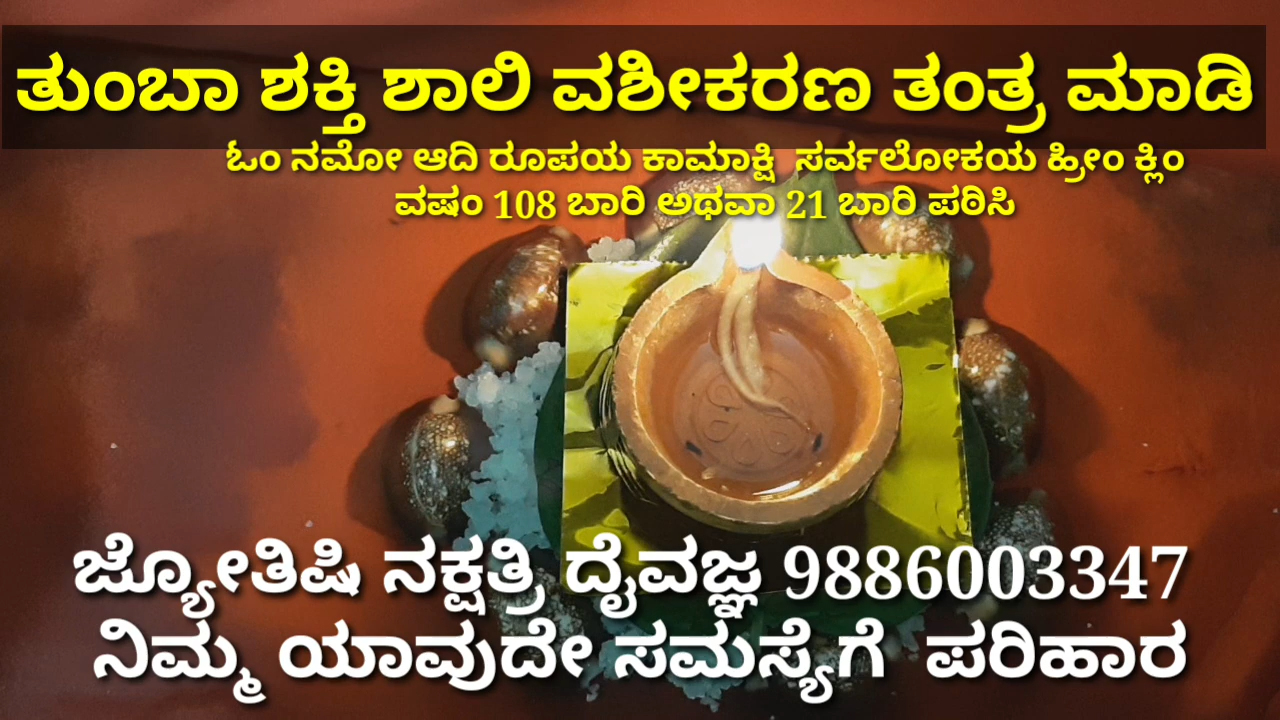 ತುಂಬಾ ಶಕ್ತಿ ಶಾಲಿ ವಶೀಕರಣ ತಂತ್ರ ಮಾಡಿ
ಓಂ ನಮೋ ಆದಿ ರೂಪಯ ಕಾಮಾಕ್ಷಿ ಸರ್ವಲೋಕಯ ಹ್ರೀಂ ಕ್ಲಿಂ
ವಷಂ 108 ಬಾರಿ ಅಥವಾ 21 ಬಾರಿ ಪಠಿಸಿ
ಜ್ಯೋತಿಷಿ ನಕ್ಷತ್ರಿ ದೈವಜ್ಞ 9886003347
ನಿಮ್ಮ ಯಾವುದೇ ಸಮಸ್ಯೆಗೆ ಪರಿಹಾರ